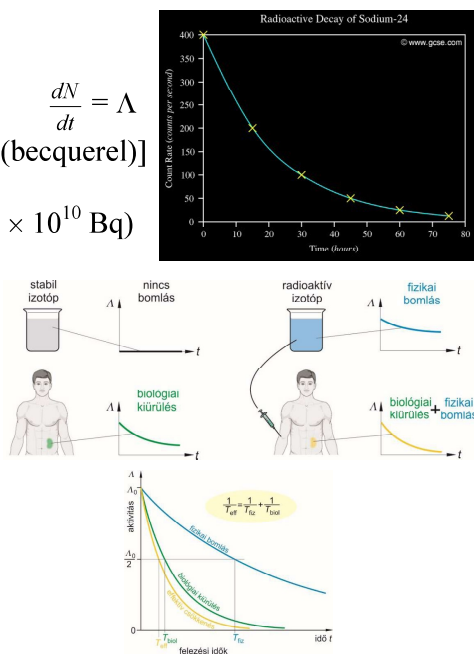 dN/dt = Λ
(becquerel)]
× 10¹⁰ Bq)
Radioactive Decay of Sodium-24
© www.gcse.com
Count Rate (counts per second)
400
350
300
250
200
150
100
50
0
0 10 20 30 40 50 60 70 80
Time (hours)
stabil izotóp
nincs bomlás
Λ
t
biológiai kiürülés
Λ
t
radioaktív izotóp
fizikai bomlás
Λ
t
biológiai kiürülés + fizikai bomlás
Λ
t
Λ
Λ₀
aktivitás
Λ₀/2
0
1/T_eff = 1/T_fiz + 1/T_biol
fizikai bomlás
biológiai kiürülés
effektív csökkenés
T_eff T_biol T_fiz
idő t
felezési idők